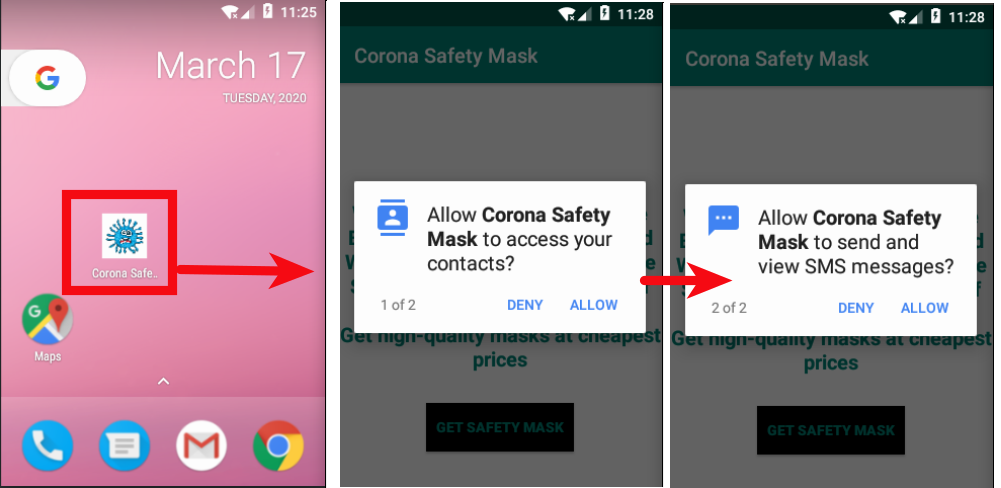 11:25
March 17
TUESDAY, 2020
G
Corona Safe..
Maps
11:28
Corona Safety Mask
Allow Corona Safety
Mask to access your
contacts?
1 of 2
DENY
ALLOW
Get high-quality masks at cheapest
prices
GET SAFETY MASK
11:28
Corona Safety Mask
Allow Corona Safety
Mask to send and
view SMS messages?
2 of 2
DENY
ALLOW
Get high-quality masks at cheapest
prices
GET SAFETY MASK